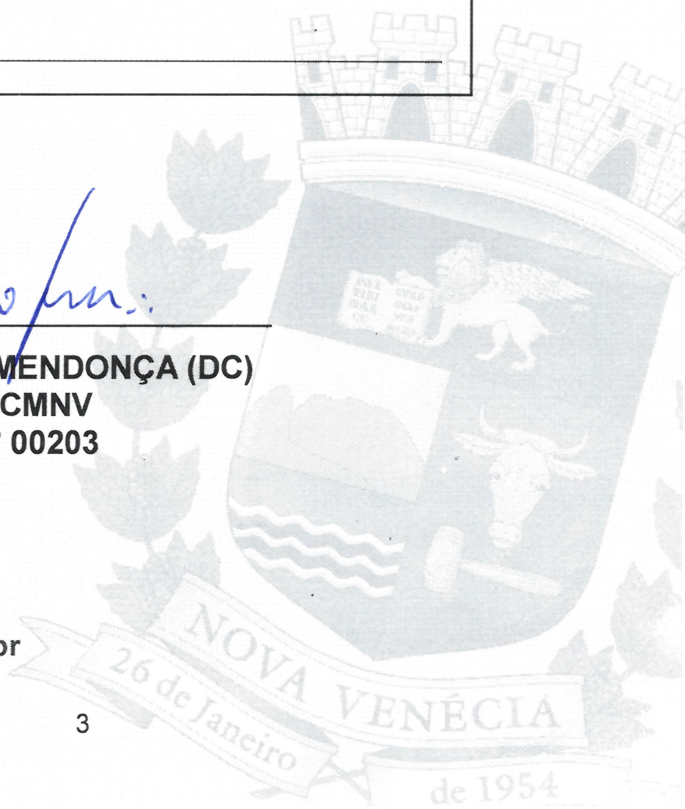 MENDONÇA (DC)
CMNV
00203
or
3
NOVA VENÉCIA
26 de Janeiro
de 1954